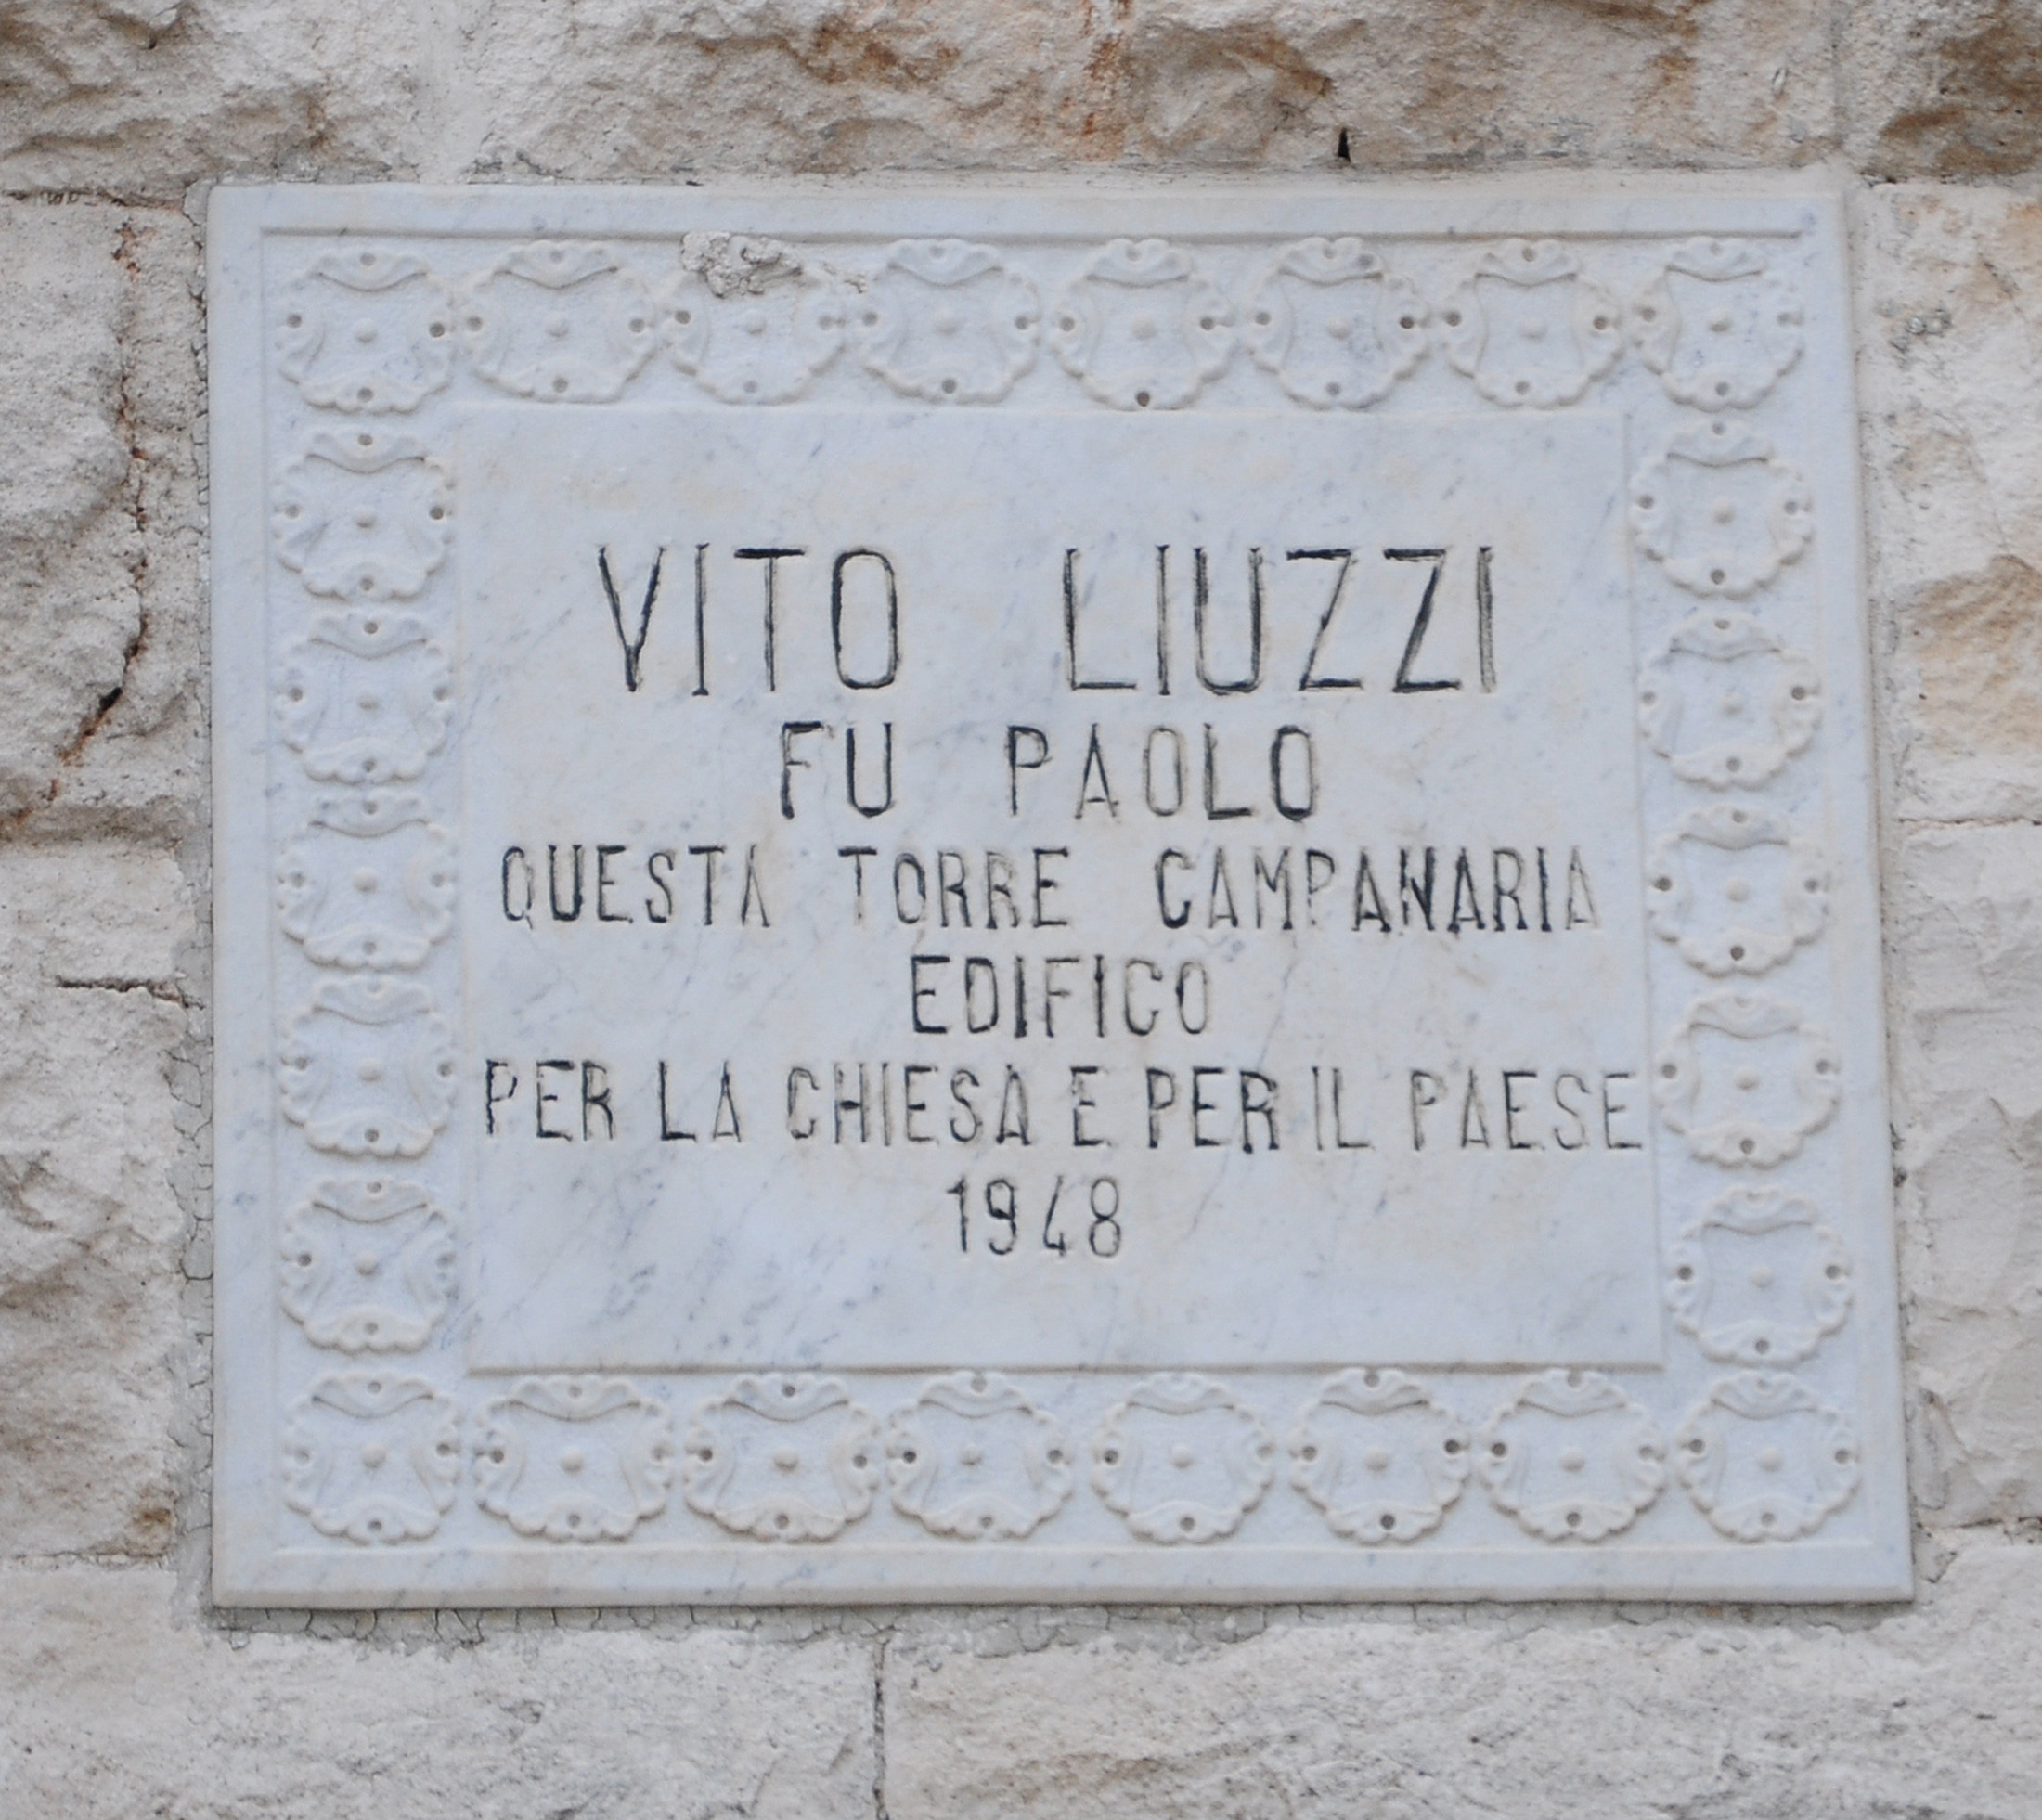 VITO LIUZZI
FU PAOLO
QUESTA TORRE CAMPANARIA
EDIFICO
PER LA CHIESA E PER IL PAESE
1948